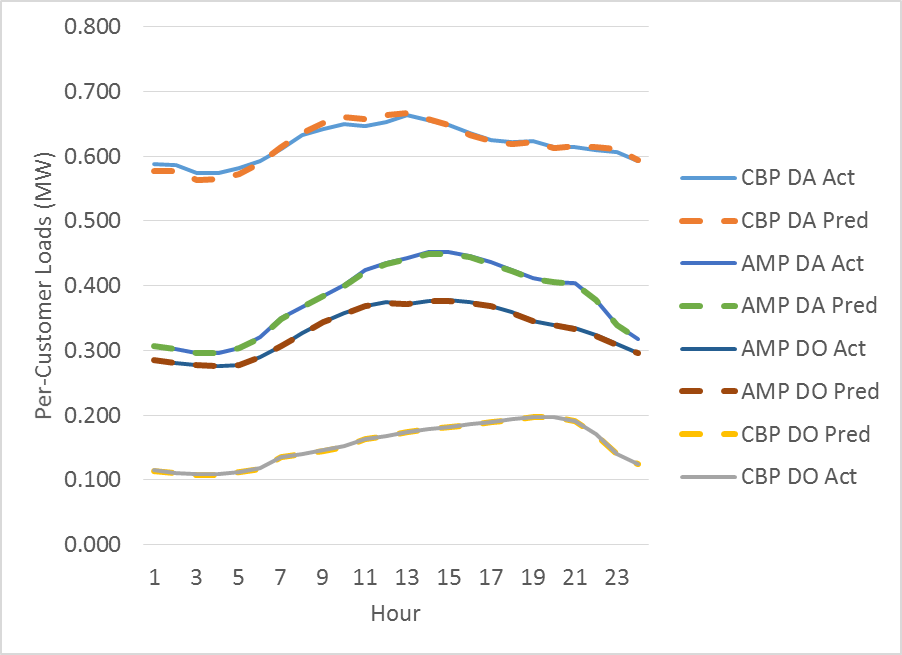 0.800
0.700
0.600
0.500
0.400
0.300
0.200
0.100
0.000
Per-Customer Loads (MW)
1 3 5 7 9 11 13 15 17 19 21 23
Hour
CBP DA Act
CBP DA Pred
AMP DA Act
AMP DA Pred
AMP DO Act
AMP DO Pred
CBP DO Pred
CBP DO Act